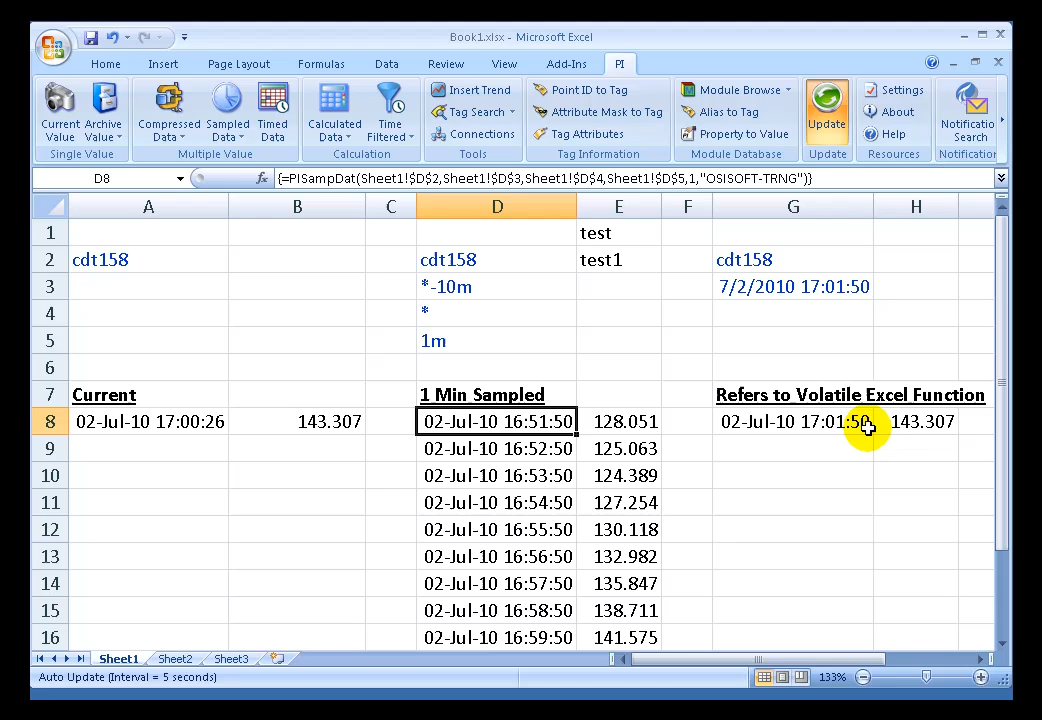 Book1.xlsx - Microsoft Excel
Home Insert Page Layout Formulas Data Review View Add-Ins PI
Current Value Archive Value Compressed Data Sampled Data Timed Data Calculated Data Time Filtered
Insert Trend Tag Search Connections
Point ID to Tag Attribute Mask to Tag Tag Attributes
Module Browse Alias to Tag Property to Value
Update
Settings About Help
Notificatio Search
Single Value Multiple Value Calculation Tools Tag Information Module Database Update Resources Notification
D8 fx {=PISampDat(Sheet1!$D$2,Sheet1!$D$3,Sheet1!$D$4,Sheet1!$D$5,1,"OSISOFT-TRNG")}
A B C D E F G H
1 test
2 cdt158 cdt158 test1 cdt158
3 *-10m 7/2/2010 17:01:50
4 *
5 1m
6
7 Current 1 Min Sampled Refers to Volatile Excel Function
8 02-Jul-10 17:00:26 143.307 02-Jul-10 16:51:50 128.051 02-Jul-10 17:01:50 143.307
9 02-Jul-10 16:52:50 125.063
10 02-Jul-10 16:53:50 124.389
11 02-Jul-10 16:54:50 127.254
12 02-Jul-10 16:55:50 130.118
13 02-Jul-10 16:56:50 132.982
14 02-Jul-10 16:57:50 135.847
15 02-Jul-10 16:58:50 138.711
16 02-Jul-10 16:59:50 141.575
Sheet1 Sheet2 Sheet3
Auto Update (Interval = 5 seconds) 133%